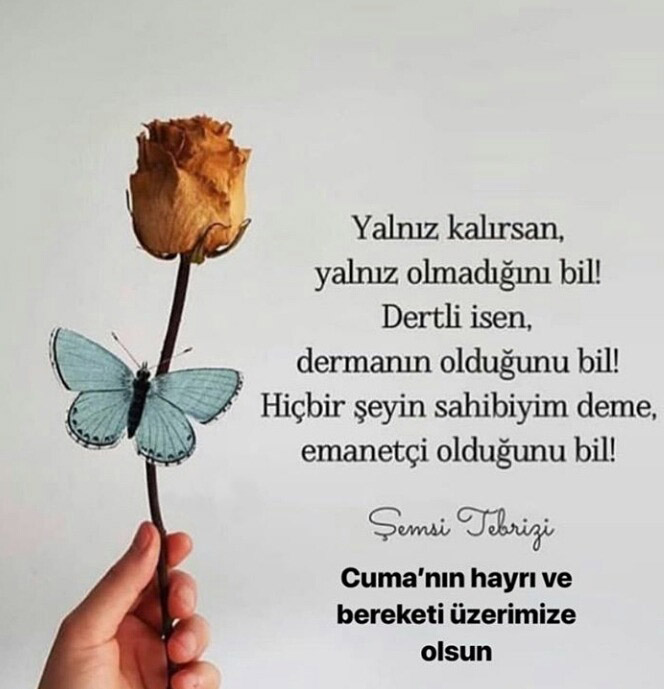 Yalnız kalırsan,
yalnız olmadığını bil!
Dertli isen,
dermanın olduğunu bil!
Hiçbir şeyin sahibiyim deme,
emanetçi olduğunu bil!
Şemsi Tebrizi
Cuma’nın hayrı ve
bereketi üzerimize
olsun